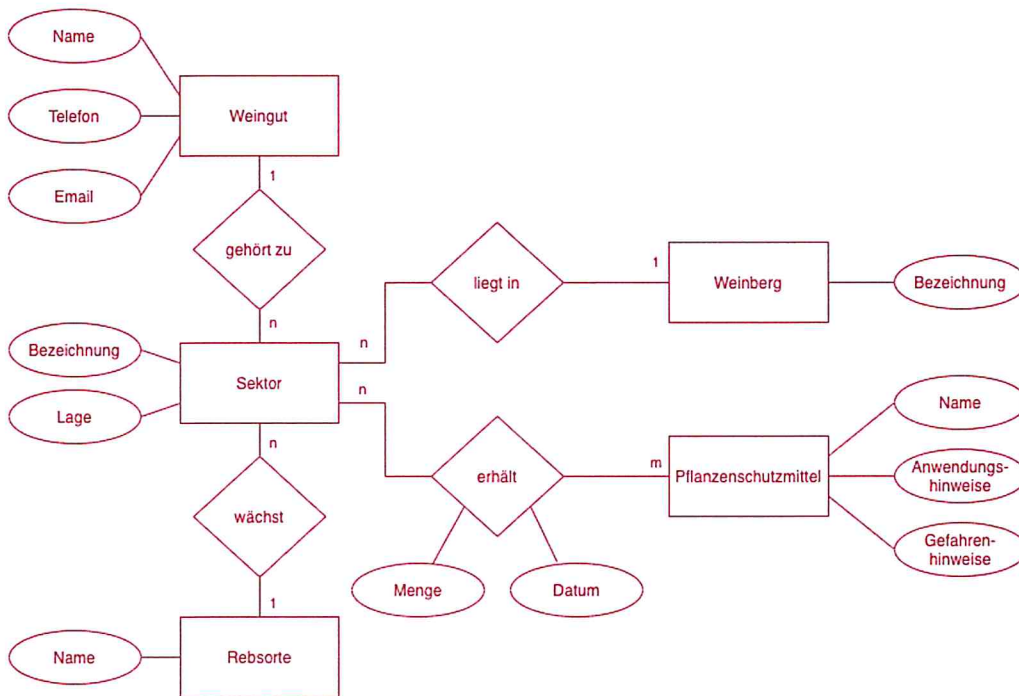 Name
Telefon
Email
Weingut
1
gehört zu
n
Bezeichnung
Lage
Sektor
n
liegt in
1
Weinberg
Bezeichnung
n
erhält
m
Pflanzenschutzmittel
Name
Anwendungs-
hinweise
Gefahren-
hinweise
Menge
Datum
n
wächst
1
Name
Rebsorte